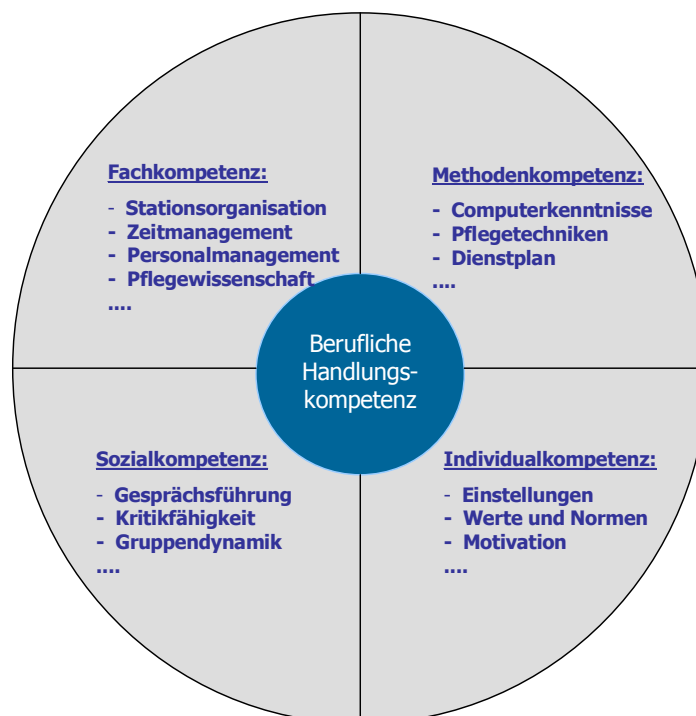 Fachkompetenz:
- Stationsorganisation
- Zeitmanagement
- Personalmanagement
- Pflegewissenschaft
....
Methodenkompetenz:
- Computerkenntnisse
- Pflegetechniken
- Dienstplan
....
Berufliche
Handlungs-
kompetenz
Sozialkompetenz:
- Gesprächsführung
- Kritikfähigkeit
- Gruppendynamik
....
Individualkompetenz:
- Einstellungen
- Werte und Normen
- Motivation
....